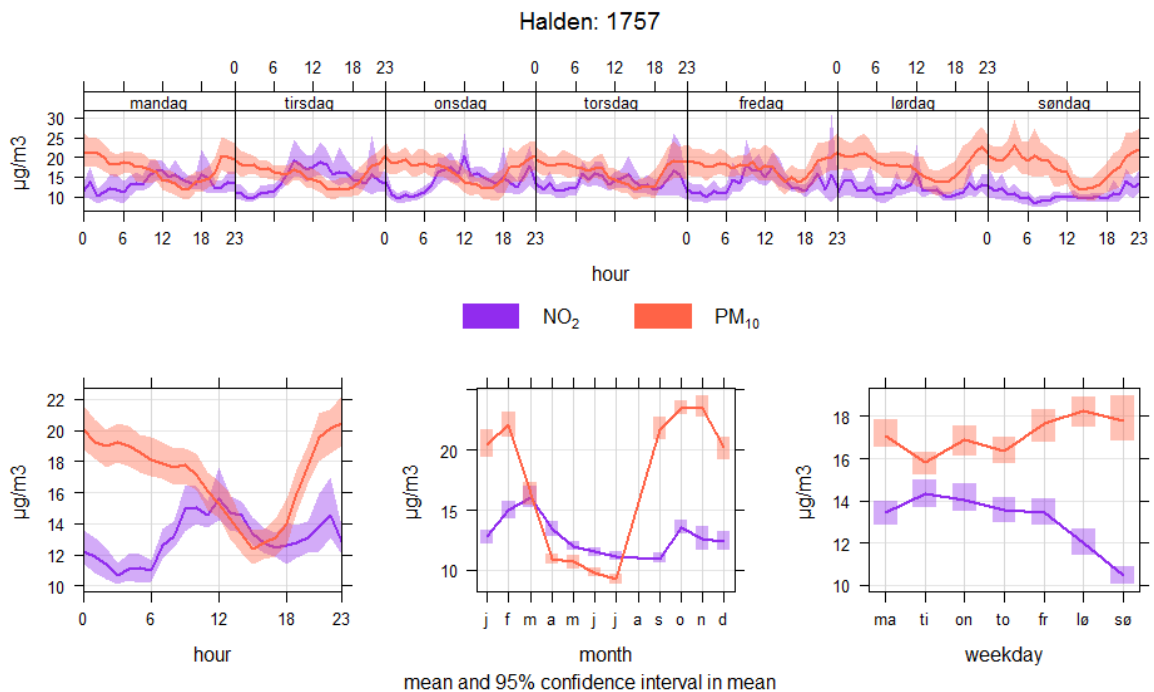 Halden: 1757
0 6 12 18 23 0 6 12 18 23 0 6 12 18 23
mandag tirsdag onsdag torsdag fredag lørdag søndag
30
25
20
15
10
µg/m3
0 6 12 18 23 0 6 12 18 23 0 6 12 18 23 0 6 12 18 23
hour
NO₂ PM₁₀
22
20
18
16
14
12
10
µg/m3
0 6 12 18 23
hour
20
15
10
µg/m3
j f m a m j j a s o n d
month
18
16
14
12
10
µg/m3
ma ti on to fr lø sø
weekday
mean and 95% confidence interval in mean